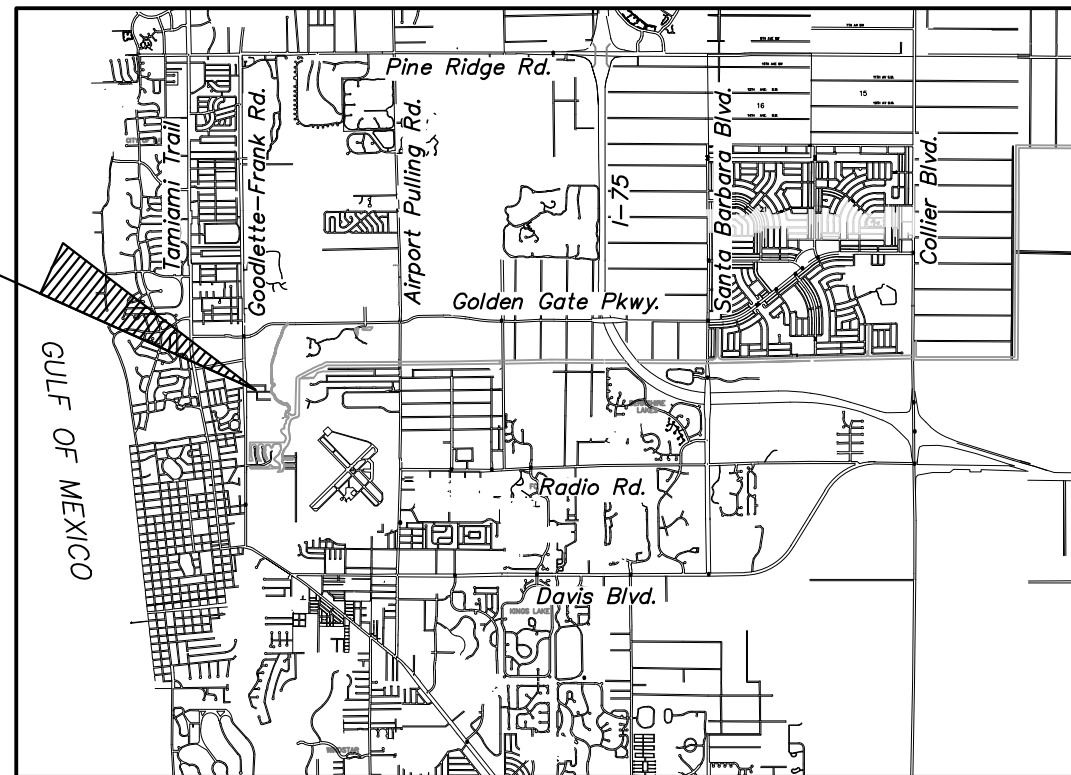 Pine Ridge Rd.
Tamiami Trail
Goodlette-Frank Rd.
Airport Pulling Rd.
I-75
Santa Barbara Blvd.
Collier Blvd.
16
15
Golden Gate Pkwy.
GULF OF MEXICO
Radio Rd.
Davis Blvd.
KINGS LAKE
WINDSTAR